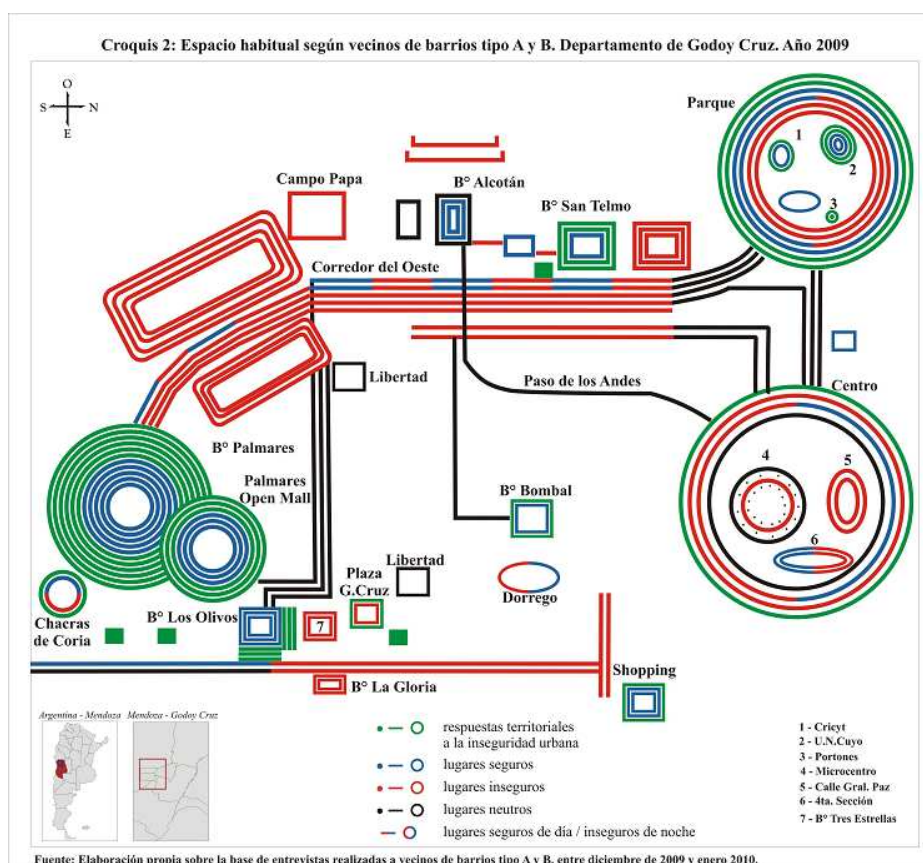 Croquis 2: Espacio habitual según vecinos de barrios tipo A y B. Departamento de Godoy Cruz. Año 2009
O
S
N
E
Parque
1
2
3
Campo Papa
B° Alcotán
B° San Telmo
Corredor del Oeste
Libertad
Paso de los Andes
Centro
B° Palmares
Palmares
Open Mall
4
5
6
B° Bombal
Libertad
Dorrego
Plaza
G.Cruz
Chacras
de Coria
B° Los Olivos
7
B° La Gloria
Shopping
Argentina - Mendoza
Mendoza - Godoy Cruz
respuestas territoriales
a la inseguridad urbana
lugares seguros
lugares inseguros
lugares neutros
lugares seguros de día / inseguros de noche
1 - Cricyt
2 - U.N.Cuyo
3 - Portones
4 - Microcentro
5 - Calle Gral. Paz
6 - 4ta. Sección
7 - B° Tres Estrellas
Fuente: Elaboración propia sobre la base de entrevistas realizadas a vecinos de barrios tipo A y B, entre diciembre de 2009 y enero 2010.